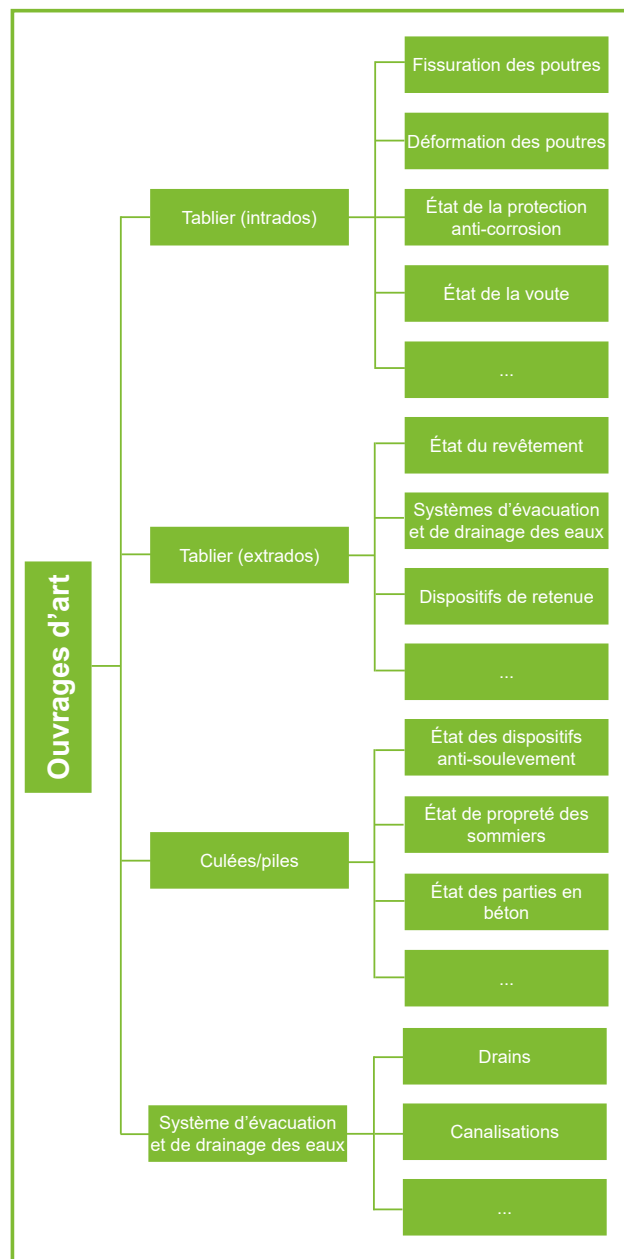 Ouvrages d’art
Tablier (intrados)
Fissuration des poutres
Déformation des poutres
État de la protection
anti-corrosion
État de la voute
...
Tablier (extrados)
État du revêtement
Systèmes d’évacuation
et de drainage des eaux
Dispositifs de retenue
...
Culées/piles
État des dispositifs
anti-soulevement
État de propreté des
sommiers
État des parties en
béton
...
Système d’évacuation
et de drainage des eaux
Drains
Canalisations
...